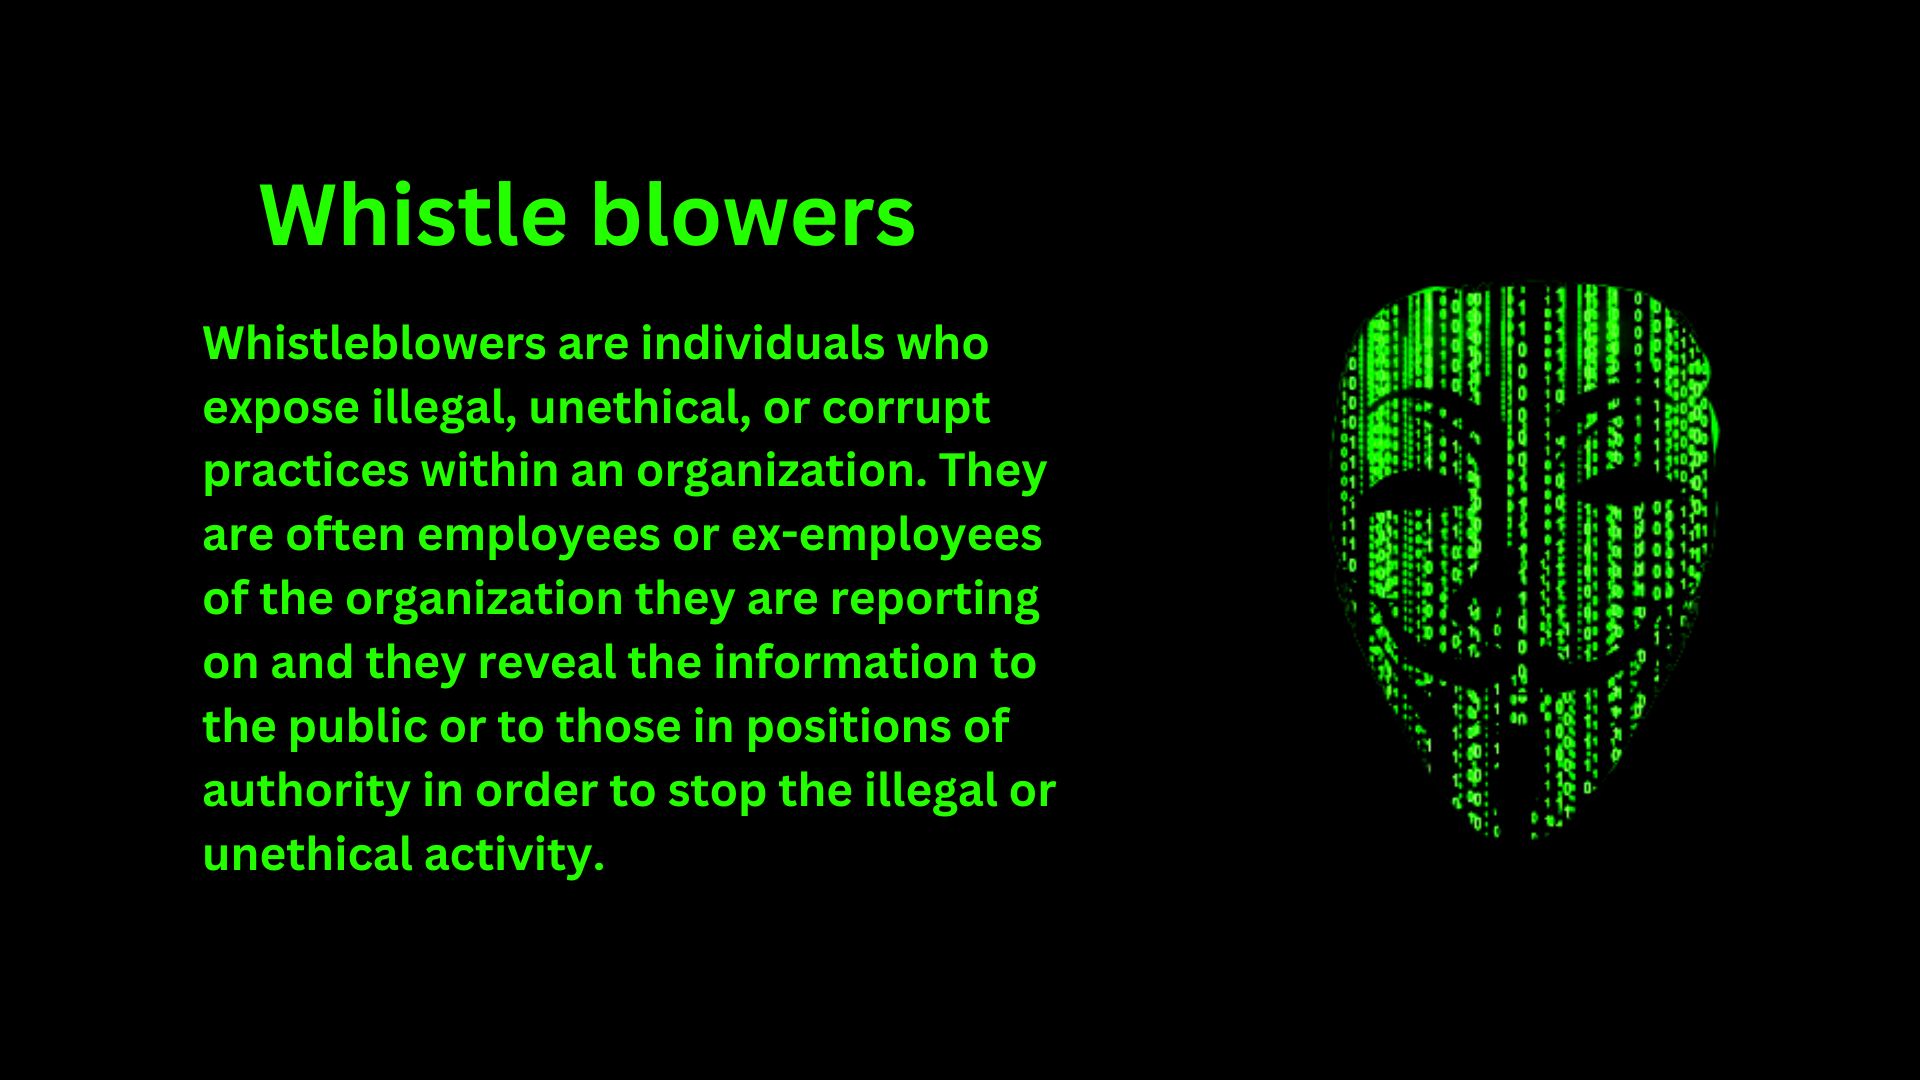 Whistle blowers
Whistleblowers are individuals who
expose illegal, unethical, or corrupt
practices within an organization. They
are often employees or ex-employees
of the organization they are reporting
on and they reveal the information to
the public or to those in positions of
authority in order to stop the illegal or
unethical activity.